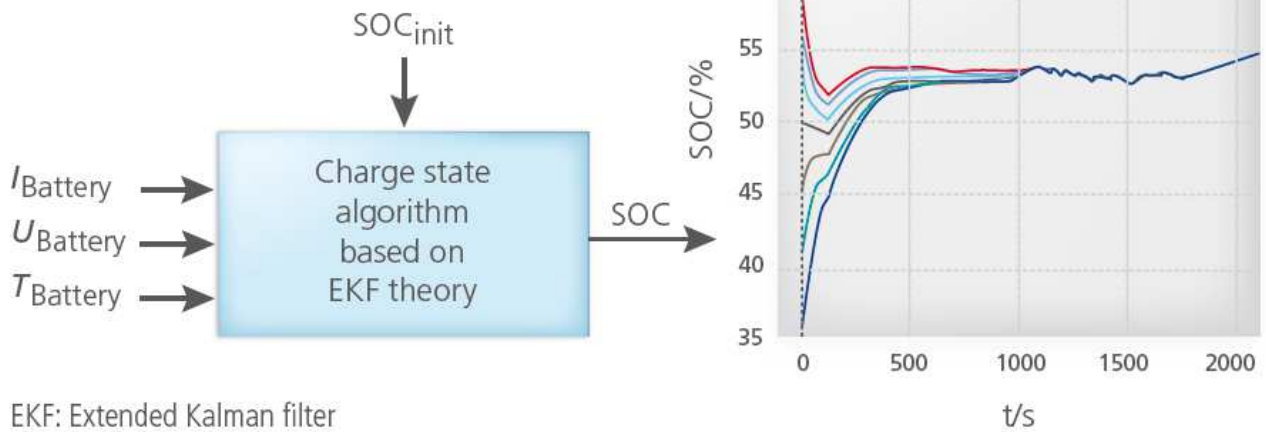 SOCinit
IBattery
UBattery
TBattery
Charge state
algorithm
based on
EKF theory
SOC
SOC/%
55
50
45
40
35
0 500 1000 1500 2000
t/s
EKF: Extended Kalman filter